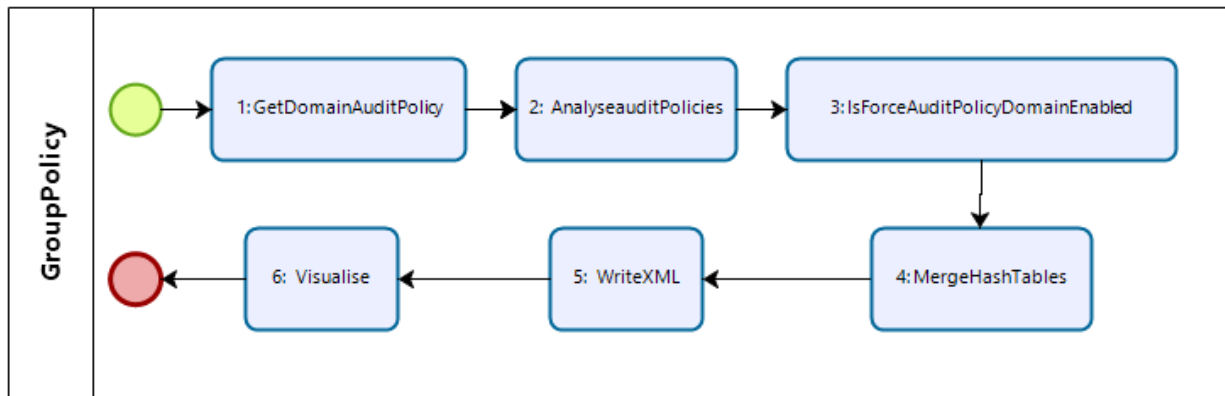 GroupPolicy
1:GetDomainAuditPolicy
2: AnalyseauditPolicies
3:IsForceAuditPolicyDomainEnabled
4:MergeHashTables
5: WriteXML
6: Visualise